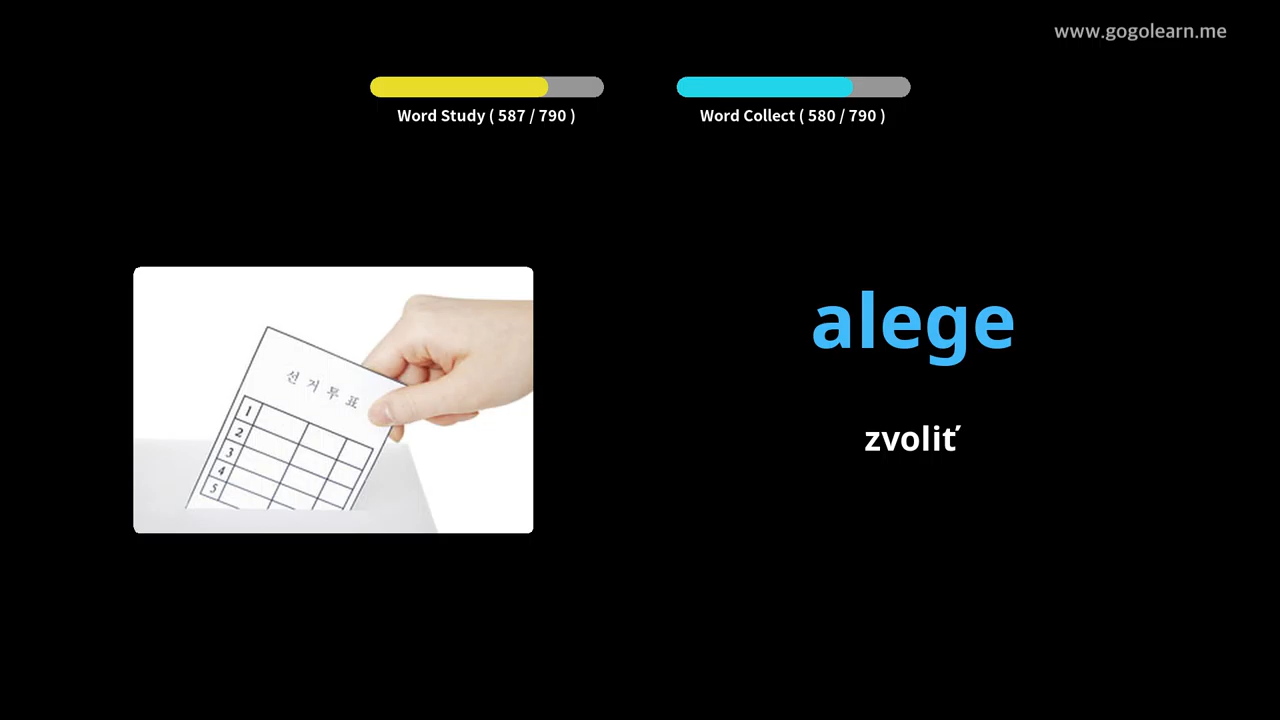 www.gogolearn.me
Word Study ( 587 / 790 )
Word Collect ( 580 / 790 )
선거투표
1
2
3
4
5
alege
zvoliť